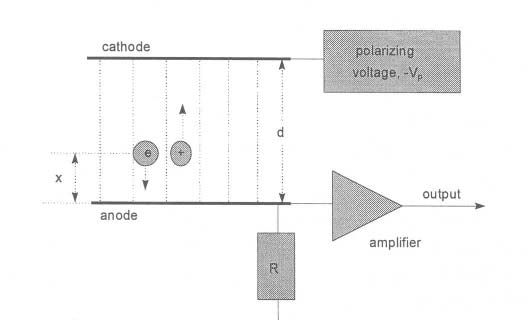 cathode
polarizing
voltage, -Vₚ
d
e
+
x
anode
output
amplifier
R